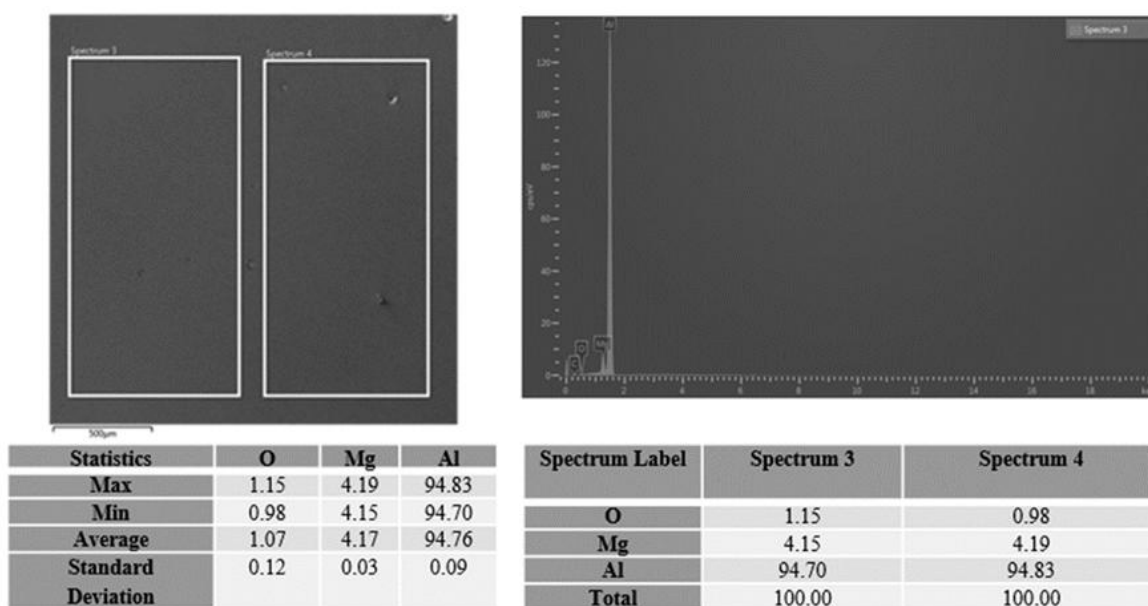 Spectrum 3
Spectrum 4
500μm
Al
Spectrum 3
120
100
80
60
40
20
0
cps/eV
O
Mg
0 2 4 6 8 10 12 14 16 18
Statistics O Mg Al
Max 1.15 4.19 94.83
Min 0.98 4.15 94.70
Average 1.07 4.17 94.76
Standard 0.12 0.03 0.09
Deviation
Spectrum Label Spectrum 3 Spectrum 4
O 1.15 0.98
Mg 4.15 4.19
Al 94.70 94.83
Total 100.00 100.00